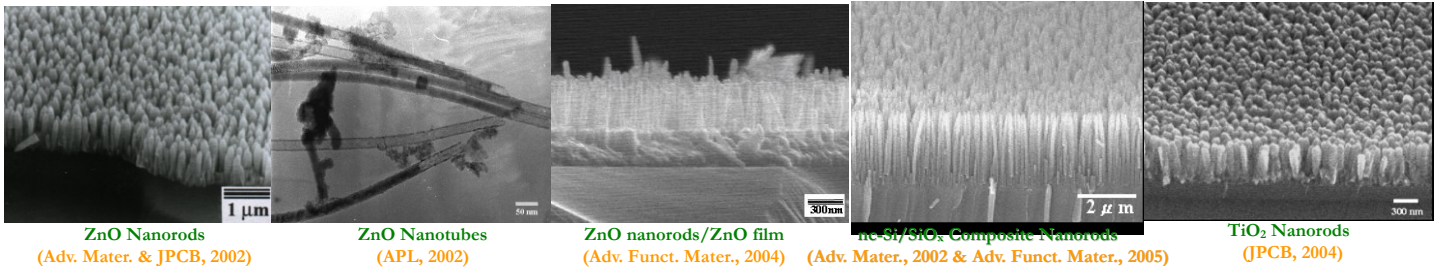 1 μm
50 nm
300nm
2 μm
300 nm
ZnO Nanorods
(Adv. Mater. & JPCB, 2002)
ZnO Nanotubes
(APL, 2002)
ZnO nanorods/ZnO film
(Adv. Funct. Mater., 2004)
nc-Si/SiOₓ Composite Nanorods
(Adv. Mater., 2002 & Adv. Funct. Mater., 2005)
TiO₂ Nanorods
(JPCB, 2004)